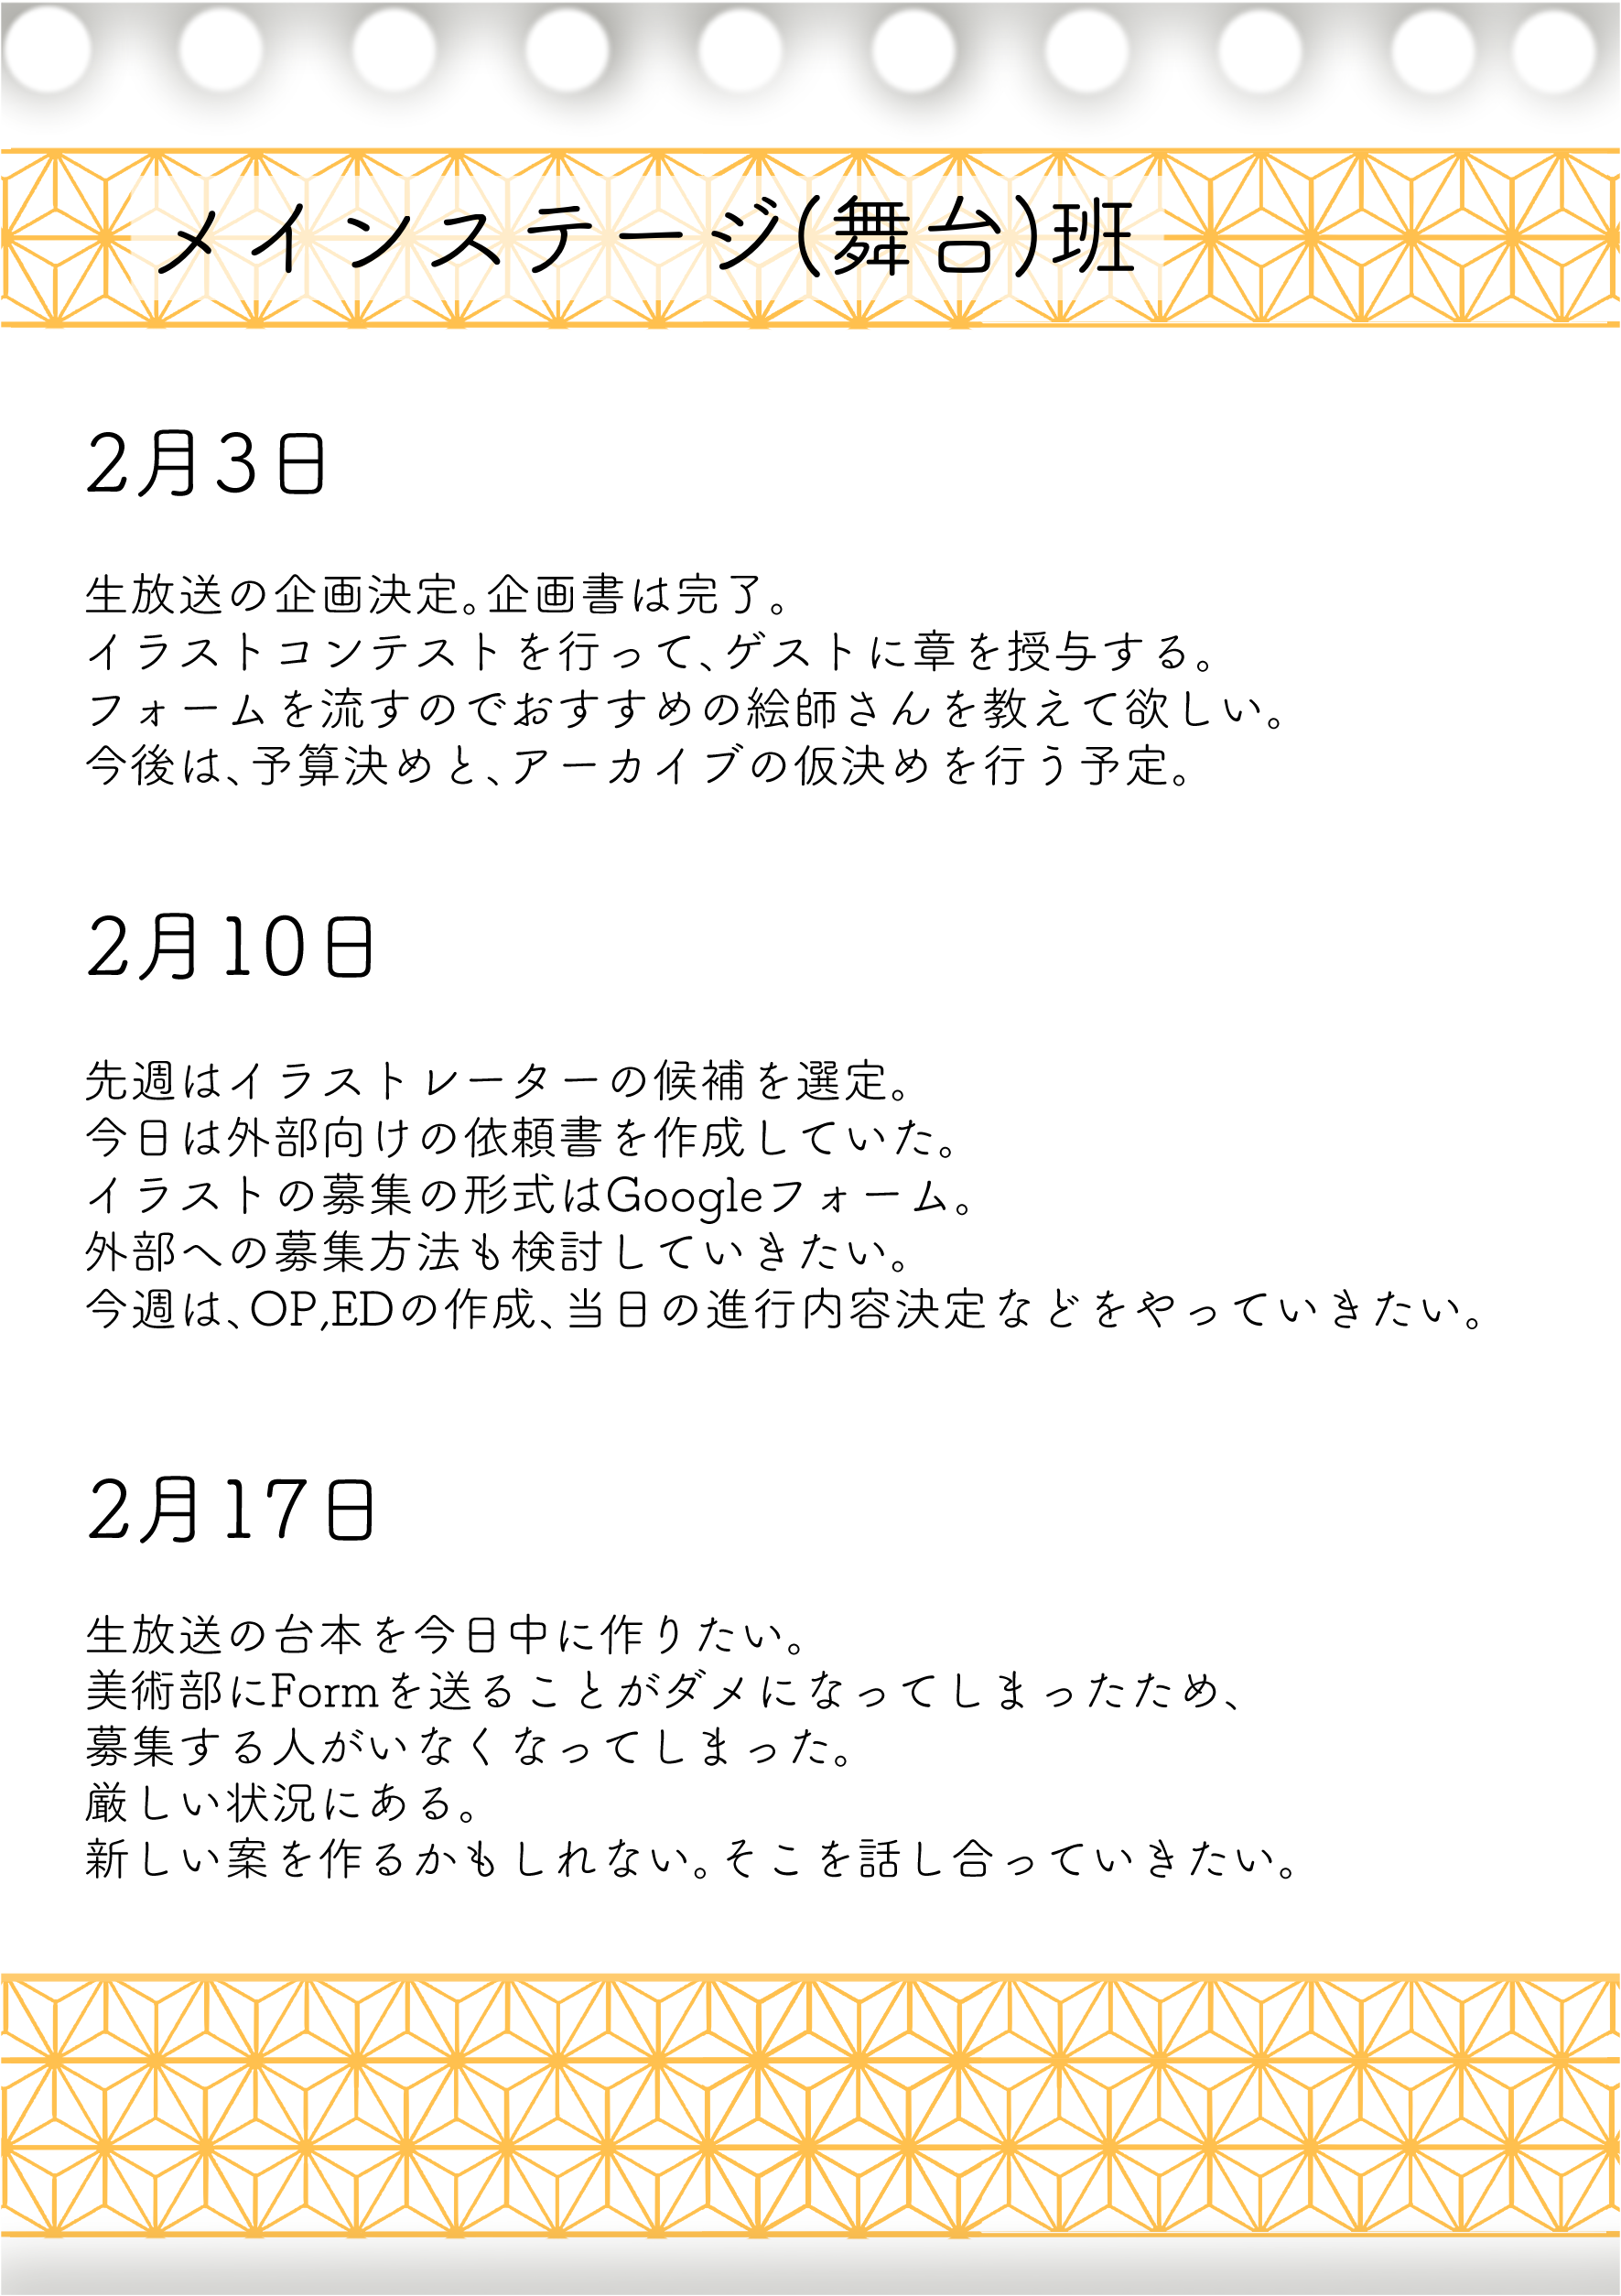 メインステージ(舞台)班
2月3日
生放送の企画決定。企画書は完了。
イラストコンテストを行って、ゲストに章を授与する。
フォームを流すのでおすすめの絵師さんを教えて欲しい。
今後は、予算決めと、アーカイブの仮決めを行う予定。
2月10日
先週はイラストレーターの候補を選定。
今日は外部向けの依頼書を作成していた。
イラストの募集の形式はGoogleフォーム。
外部への募集方法も検討していきたい。
今週は、OP,EDの作成、当日の進行内容決定などをやっていきたい。
2月17日
生放送の台本を今日中に作りたい。
美術部にFormを送ることがダメになってしまったため、
募集する人がいなくなってしまった。
厳しい状況にある。
新しい案を作るかもしれない。そこを話し合っていきたい。